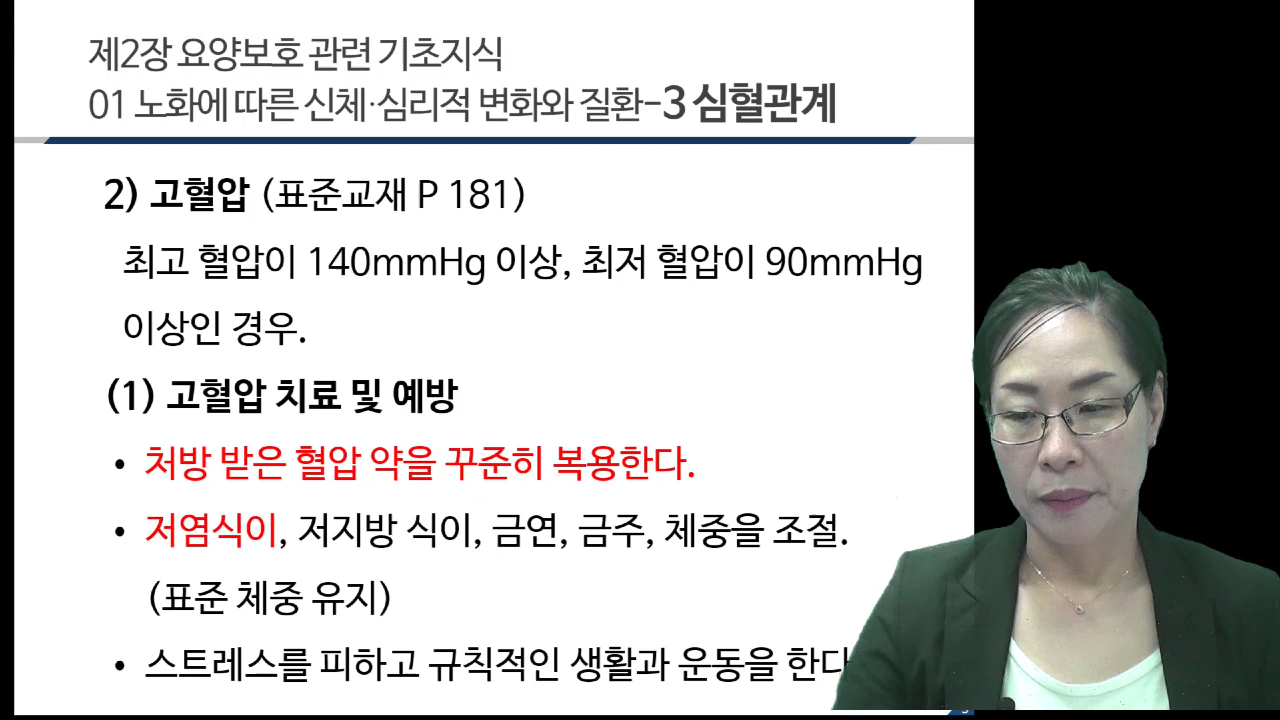 제2장 요양보호 관련 기초지식
01 노화에 따른 신체·심리적 변화와 질환-3 심혈관계
2) 고혈압 (표준교재 P 181)
최고 혈압이 140mmHg 이상, 최저 혈압이 90mmHg
이상인 경우.
(1) 고혈압 치료 및 예방
• 처방 받은 혈압 약을 꾸준히 복용한다.
• 저염식이, 저지방 식이, 금연, 금주, 체중을 조절.
(표준 체중 유지)
• 스트레스를 피하고 규칙적인 생활과 운동을 한다